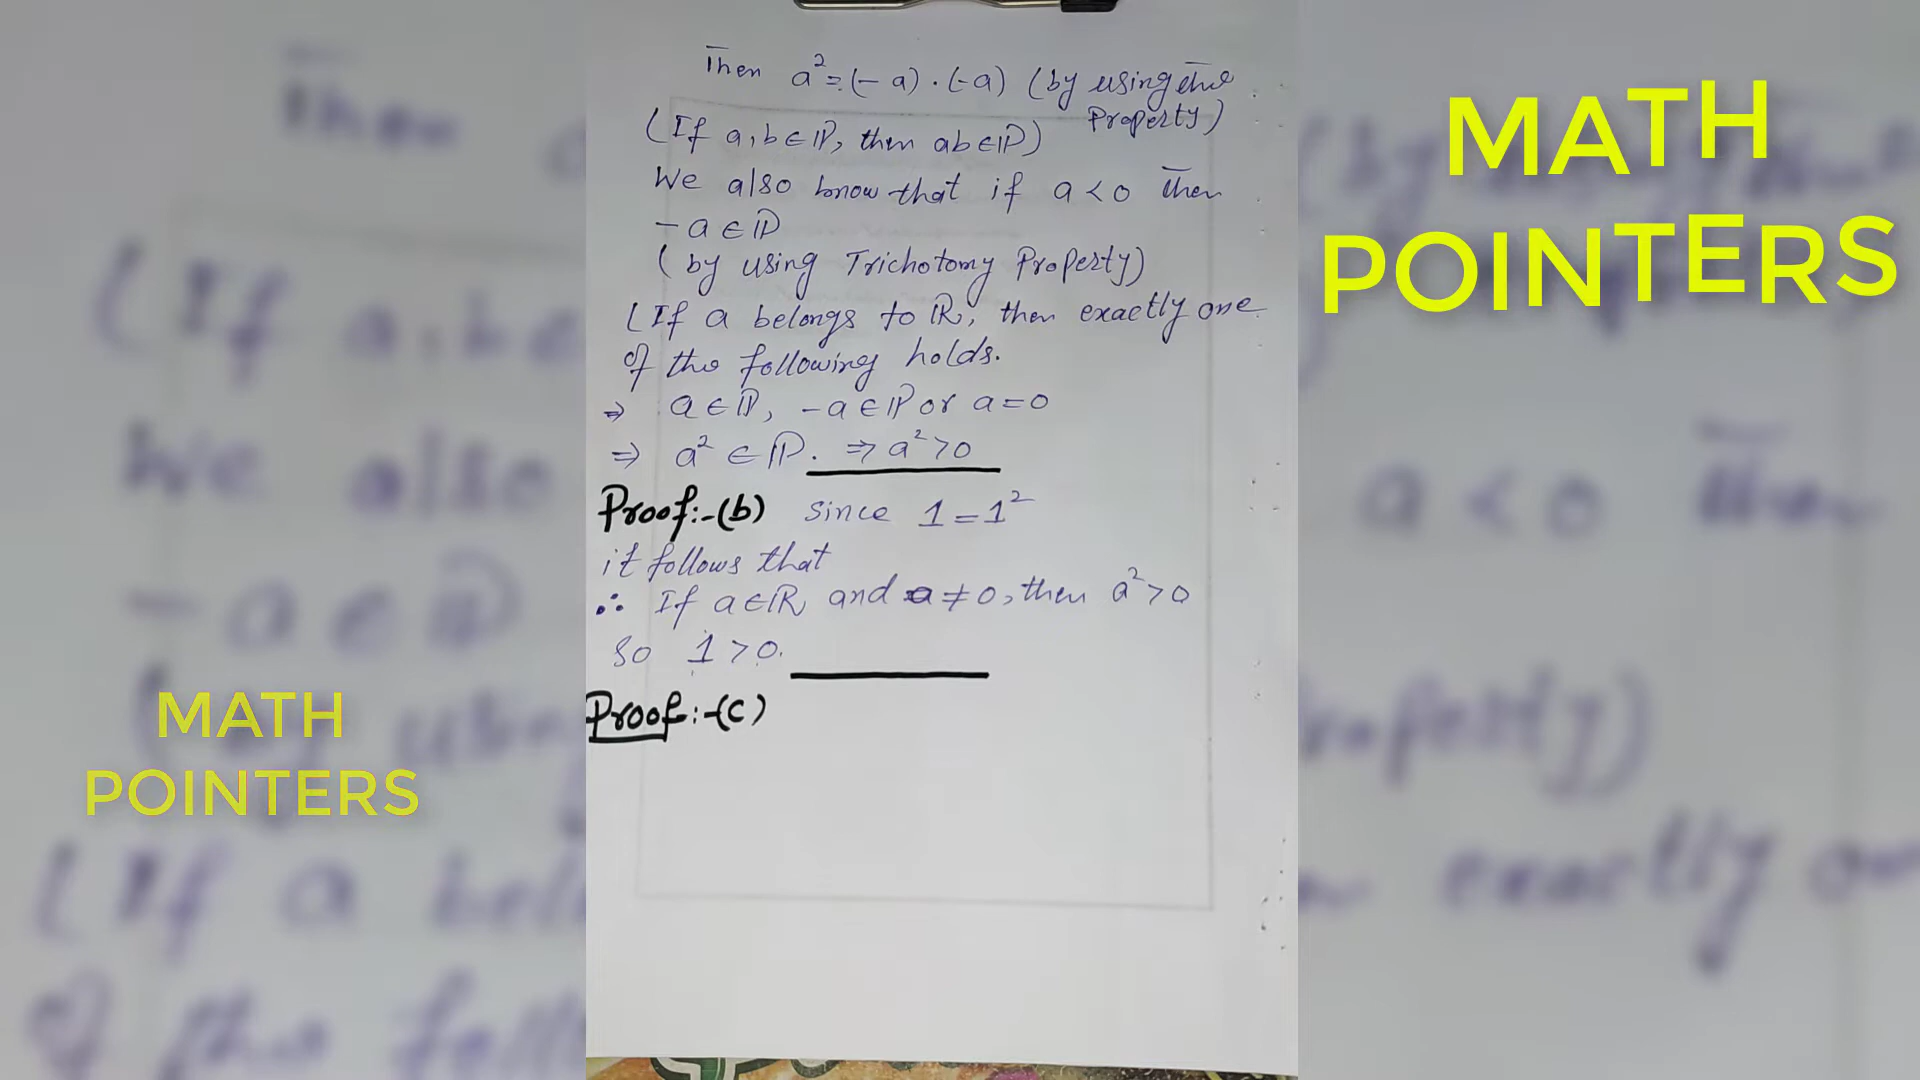 Then a² = (-a) · (-a) (by using the
Property)
(If a, b ∈ ℙ, then ab ∈ ℙ)
We also know that if a < 0 then
-a ∈ ℙ
(by using Trichotomy Property)
(If a belongs to ℝ, then exactly one
of the following holds.
⇒ a ∈ ℙ, -a ∈ ℙ or a = 0
⇒ a² ∈ ℙ. ⇒ a² > 0
Proof:-(b) Since 1 = 1²
it follows that
∴ If a ∈ ℝ and a ≠ 0, then a² > 0
So 1 > 0.
Proof:-(c)
MATH
POINTERS
MATH
POINTERS